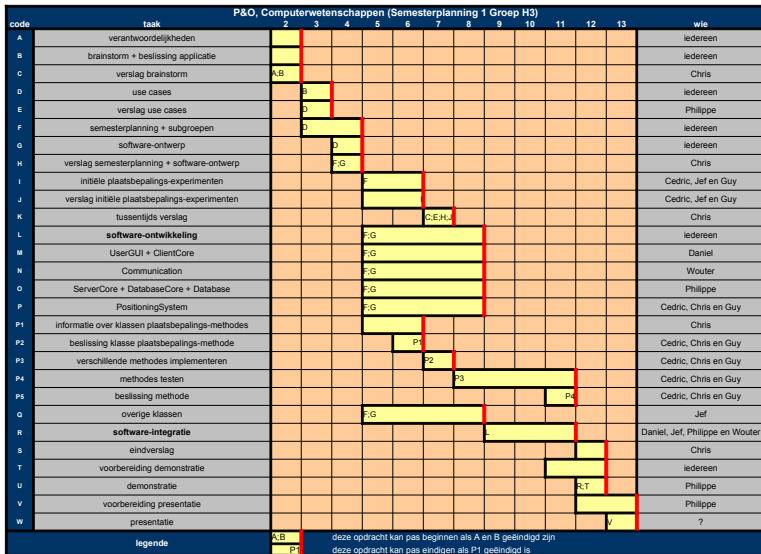 P&O, Computerwetenschappen (Semesterplanning 1 Groep H3)
code taak 2 3 4 5 6 7 8 9 10 11 12 13 wie
A verantwoordelijkheden iedereen
B brainstorm + beslissing applicatie iedereen
C verslag brainstorm A;B Chris
D use cases B iedereen
E verslag use cases D Philippe
F semesterplanning + subgroepen D iedereen
G software-ontwerp D iedereen
H verslag semesterplanning + software-ontwerp F;G Chris
I initiële plaatsbepalings-experimenten F Cedric, Jef en Guy
J verslag initiële plaatsbepalings-experimenten I Cedric, Jef en Guy
K tussentijds verslag C;E;H;J Chris
L software-ontwikkeling F;G iedereen
M UserGUI + ClientCore F;G Daniel
N Communication F;G Wouter
O ServerCore + DatabaseCore + Database F;G Philippe
P PositioningSystem F;G Cedric, Chris en Guy
P1 informatie over klassen plaatsbepalings-methodes Chris
P2 beslissing klasse plaatsbepalings-methode P1 Cedric, Chris en Guy
P3 verschillende methodes implementeren P2 Cedric, Chris en Guy
P4 methodes testen P3 Cedric, Chris en Guy
P5 beslissing methode P4 Cedric, Chris en Guy
Q overige klassen F;G Jef
R software-integratie L Daniel, Jef, Philippe en Wouter
S eindverslag Chris
T voorbereiding demonstratie iedereen
U demonstratie R;T Philippe
V voorbereiding presentatie Philippe
W presentatie V ?
legende
A;B deze opdracht kan pas beginnen als A en B geëindigd zijn
P1 deze opdracht kan pas eindigen als P1 geëindigd is